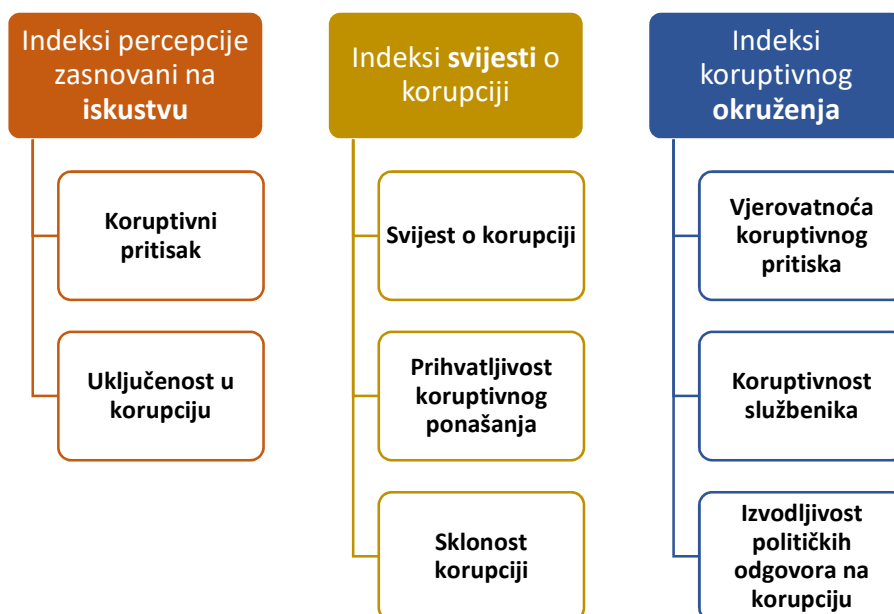 Indeksi percepcije
zasnovani na
iskustvu
Koruptivni
pritisak
Uključenost u
korupciju
Indeksi svijesti o
korupciji
Svijest o korupciji
Prihvatljivost
koruptivnog
ponašanja
Sklonost
korupciji
Indeksi
koruptivnog
okruženja
Vjerovatnoća
koruptivnog
pritiska
Koruptivnost
službenika
Izvodljivost
političkih
odgovora na
korupciju